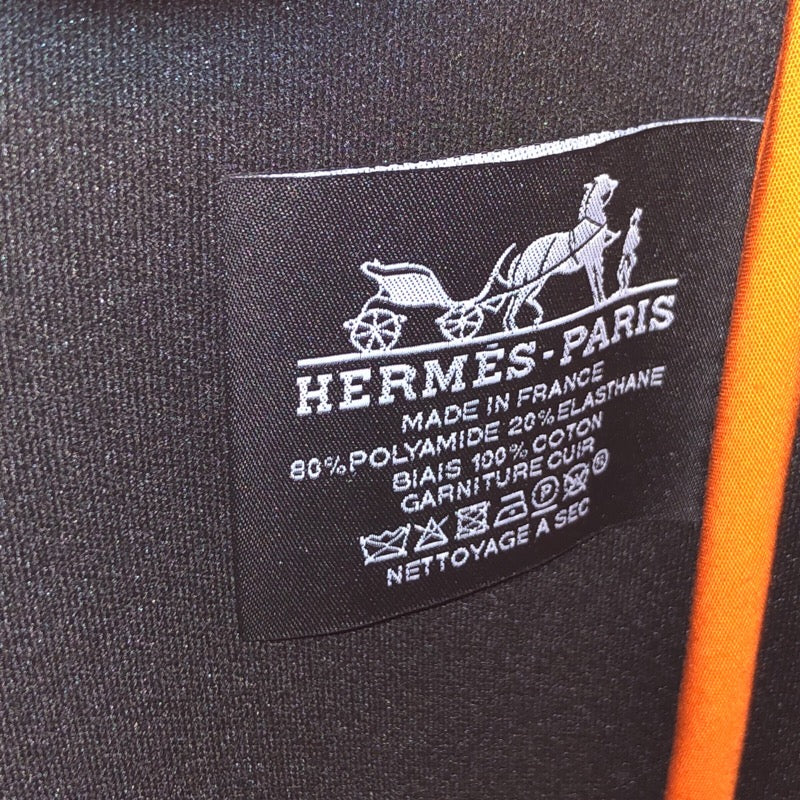 HERMÈS-PARIS
MADE IN FRANCE
80% POLYAMIDE 20% ELASTHANE
BIAIS 100% COTON
GARNITURE CUIR
P ®
NETTOYAGE A SEC